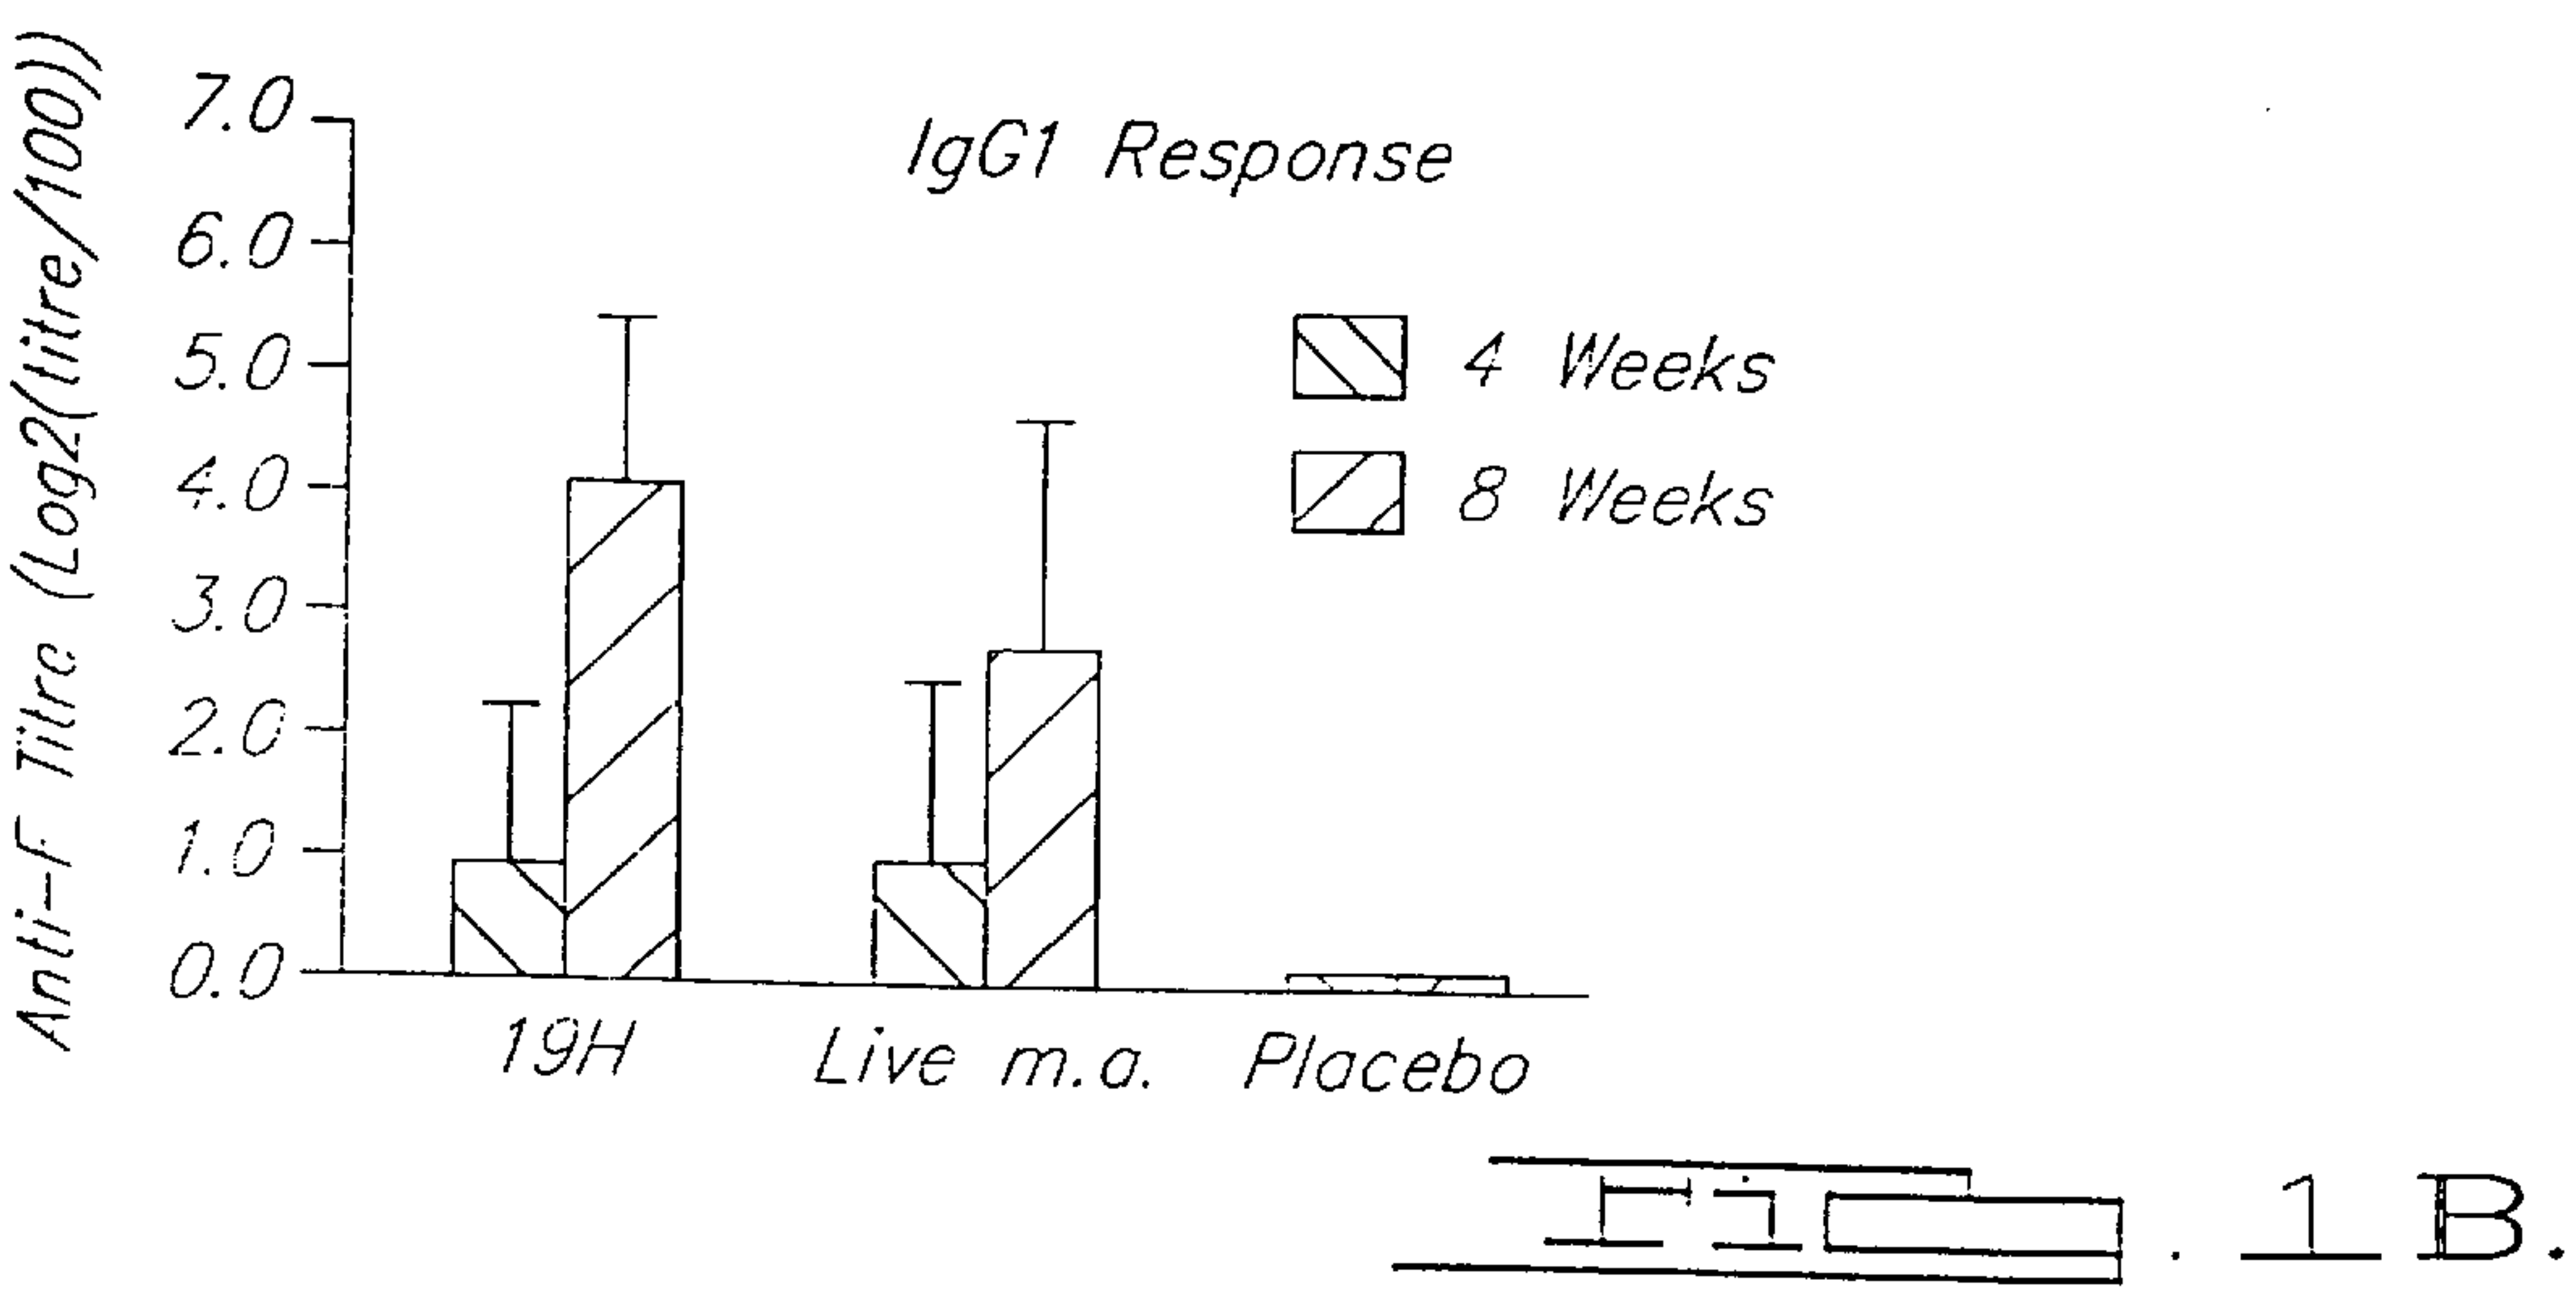 Anti-F Titre (Log2(titre/100))
7.0
6.0
5.0
4.0
3.0
2.0
1.0
0.0
IgG1 Response
4 Weeks
8 Weeks
19H
Live m.a.
Placebo
. 1B.